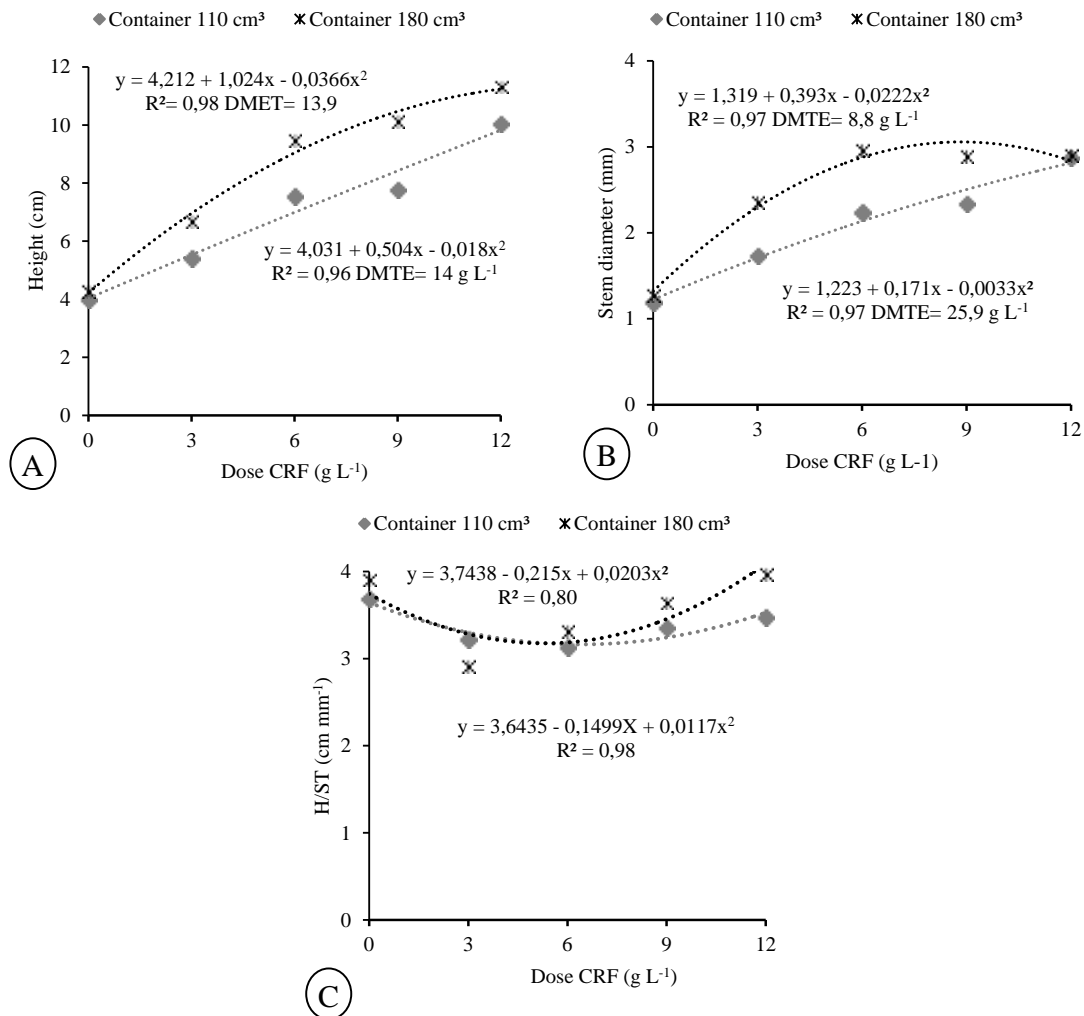 Container 110 cm³ Container 180 cm³
Container 110 cm³ Container 180 cm³
12
10
8
6
4
2
0
Height (cm)
y = 4,212 + 1,024x - 0,0366x²
R²= 0,98 DMET= 13,9
y = 4,031 + 0,504x - 0,018x²
R² = 0,96 DMTE= 14 g L⁻¹
0 3 6 9 12
Dose CRF (g L⁻¹)
A
4
3
2
1
0
Stem diameter (mm)
y = 1,319 + 0,393x - 0,0222x²
R² = 0,97 DMTE= 8,8 g L⁻¹
y = 1,223 + 0,171x - 0,0033x²
R² = 0,97 DMTE= 25,9 g L⁻¹
0 3 6 9 12
Dose CRF (g L-1)
B
Container 110 cm³ Container 180 cm³
4
3
2
1
0
H/ST (cm mm⁻¹)
y = 3,7438 - 0,215x + 0,0203x²
R² = 0,80
y = 3,6435 - 0,1499X + 0,0117x²
R² = 0,98
0 3 6 9 12
Dose CRF (g L⁻¹)
C